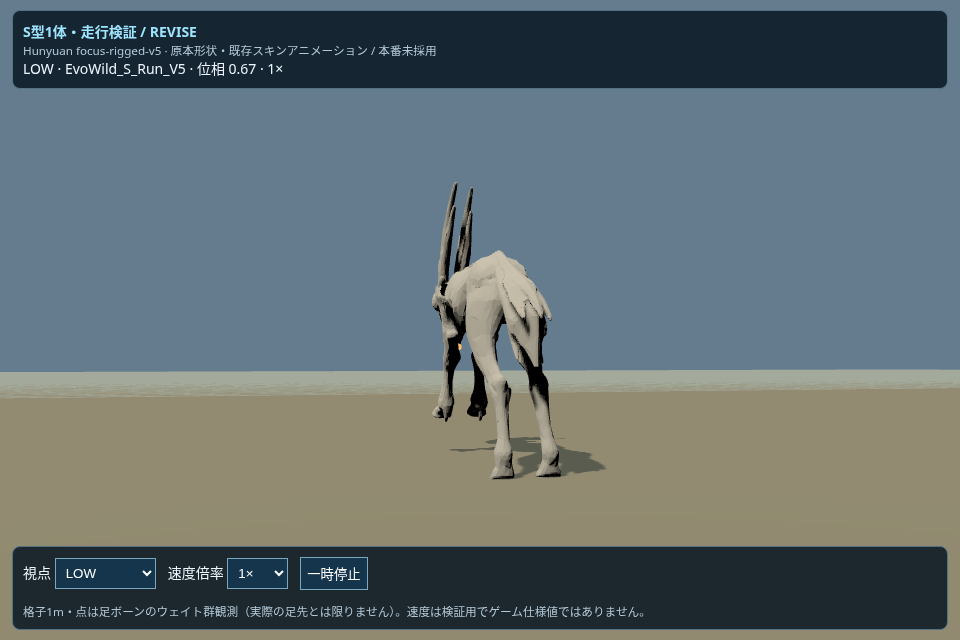 S型1体・走行検証 / REVISE
Hunyuan focus-rigged-v5 · 原本形状・既存スキンアニメーション / 本番未採用
LOW · EvoWild_S_Run_V5 · 位相 0.67 · 1×
視点 LOW 速度倍率 1× 一時停止
格子1m・点は足ボーンのウェイト群観測（実際の足先とは限りません）。速度は検証用でゲーム仕様値ではありません。